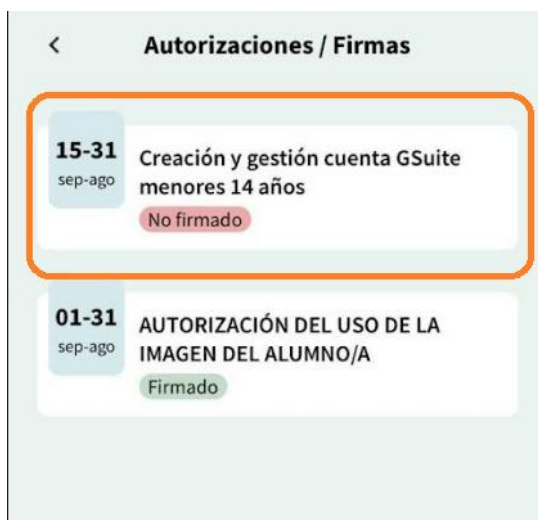 Autorizaciones / Firmas
15-31
sep-ago
Creación y gestión cuenta GSuite
menores 14 años
No firmado
01-31
sep-ago
AUTORIZACIÓN DEL USO DE LA
IMAGEN DEL ALUMNO/A
Firmado